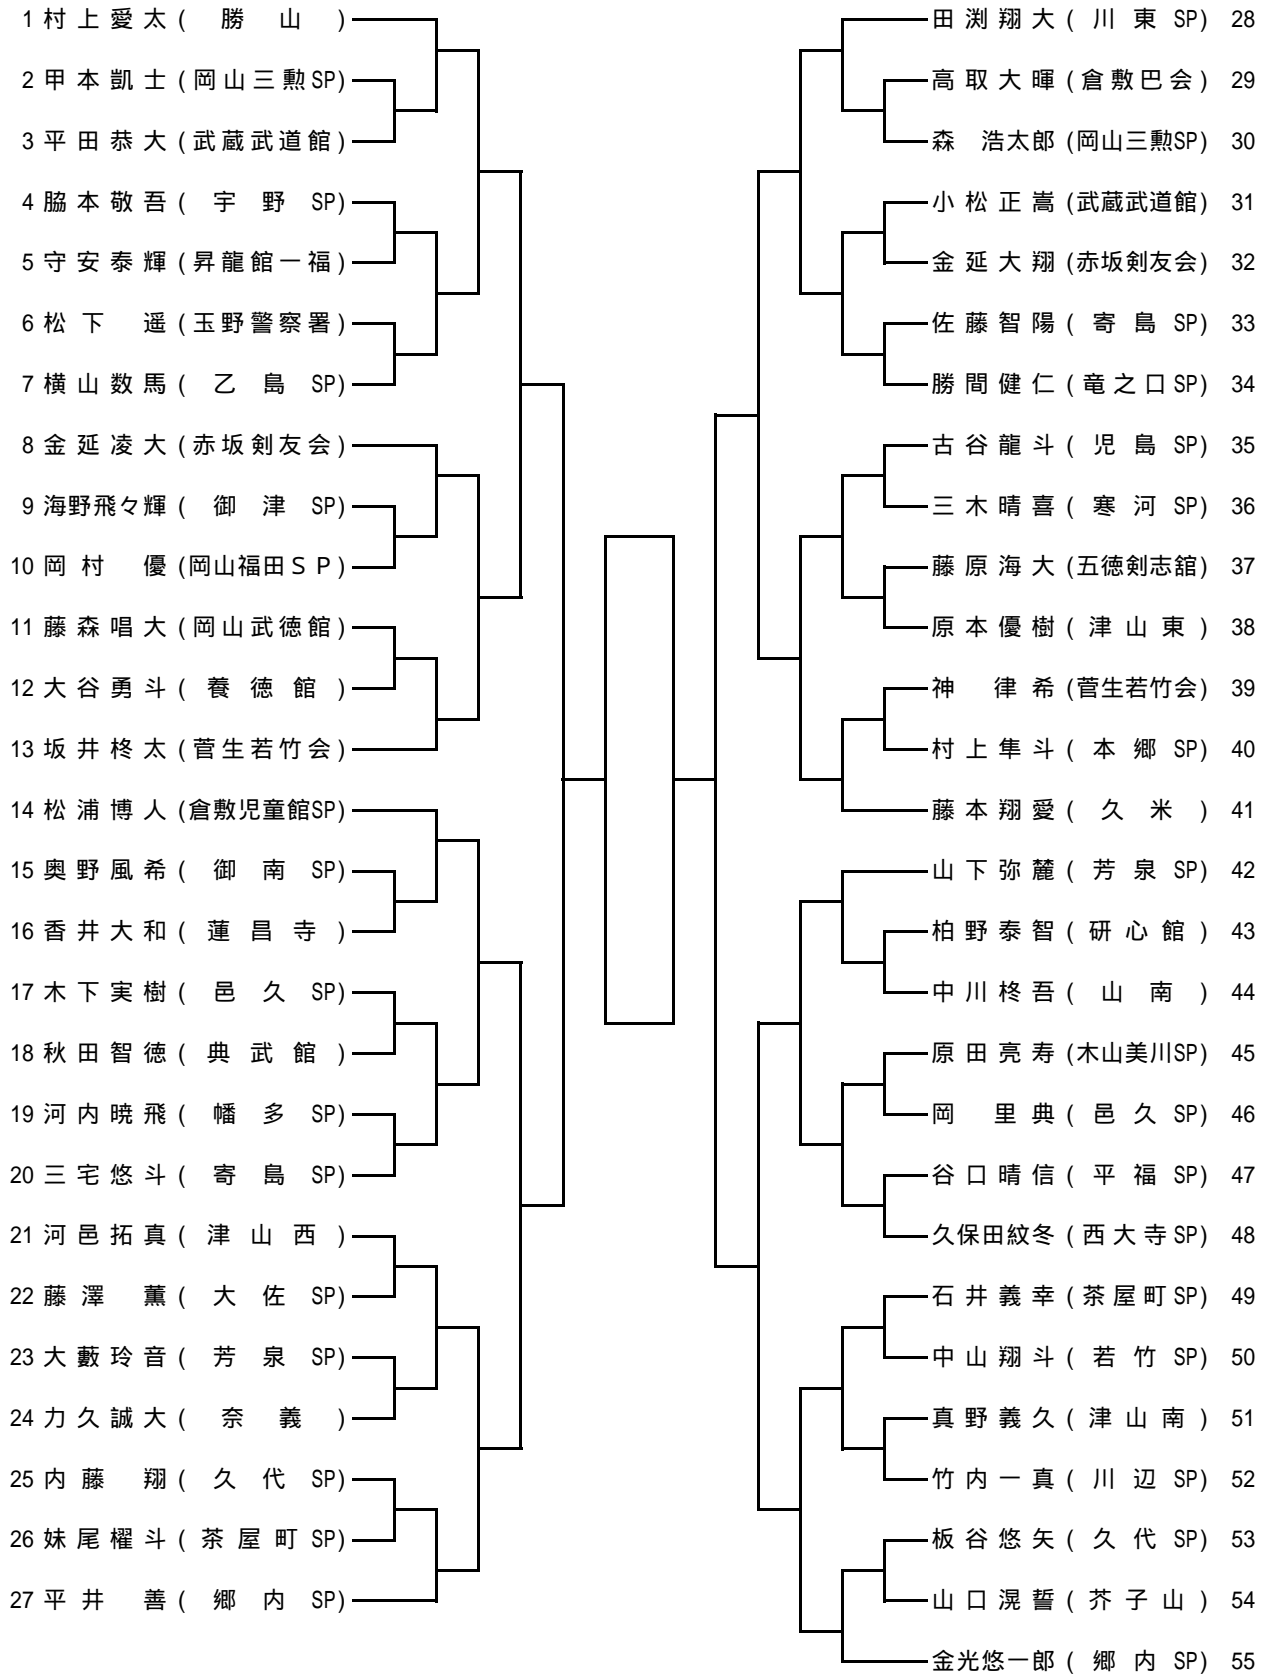 1 村上愛太 (勝山)
2 甲本凱士 (岡山三勲SP)
3 平田恭大 (武蔵武道館)
4 脇本敬吾 (宇野SP)
5 守安泰輝 (昇龍館一福)
6 松下 遥 (玉野警察署)
7 横山数馬 (乙島SP)
8 金延凌大 (赤坂剣友会)
9 海野飛々輝 (御津SP)
10 岡村 優 (岡山福田SP)
11 藤森唱大 (岡山武徳館)
12 大谷勇斗 (養徳館)
13 坂井柊太 (菅生若竹会)
14 松浦博人 (倉敷児童館SP)
15 奥野風希 (御南SP)
16 香井大和 (蓮昌寺)
17 木下実樹 (邑久SP)
18 秋田智徳 (典武館)
19 河内暁飛 (幡多SP)
20 三宅悠斗 (寄島SP)
21 河邑拓真 (津山西)
22 藤澤 薫 (大佐SP)
23 大藪玲音 (芳泉SP)
24 力久誠大 (奈義)
25 内藤 翔 (久代SP)
26 妹尾櫂斗 (茶屋町SP)
27 平井 善 (郷内SP)
田渕翔大 (川東SP) 28
高取大暉 (倉敷巴会) 29
森 浩太郎 (岡山三勲SP) 30
小松正嵩 (武蔵武道館) 31
金延大翔 (赤坂剣友会) 32
佐藤智陽 (寄島SP) 33
勝間健仁 (竜之口SP) 34
古谷龍斗 (児島SP) 35
三木晴喜 (寒河SP) 36
藤原海大 (五徳剣志舘) 37
原本優樹 (津山東) 38
神 律希 (菅生若竹会) 39
村上隼斗 (本郷SP) 40
藤本翔愛 (久米) 41
山下弥麓 (芳泉SP) 42
柏野泰智 (研心館) 43
中川柊吾 (山南) 44
原田亮寿 (木山美川SP) 45
岡 里典 (邑久SP) 46
谷口晴信 (平福SP) 47
久保田紋冬 (西大寺SP) 48
石井義幸 (茶屋町SP) 49
中山翔斗 (若竹SP) 50
真野義久 (津山南) 51
竹内一真 (川辺SP) 52
板谷悠矢 (久代SP) 53
山口滉誓 (芥子山) 54
金光悠一郎 (郷内SP) 55